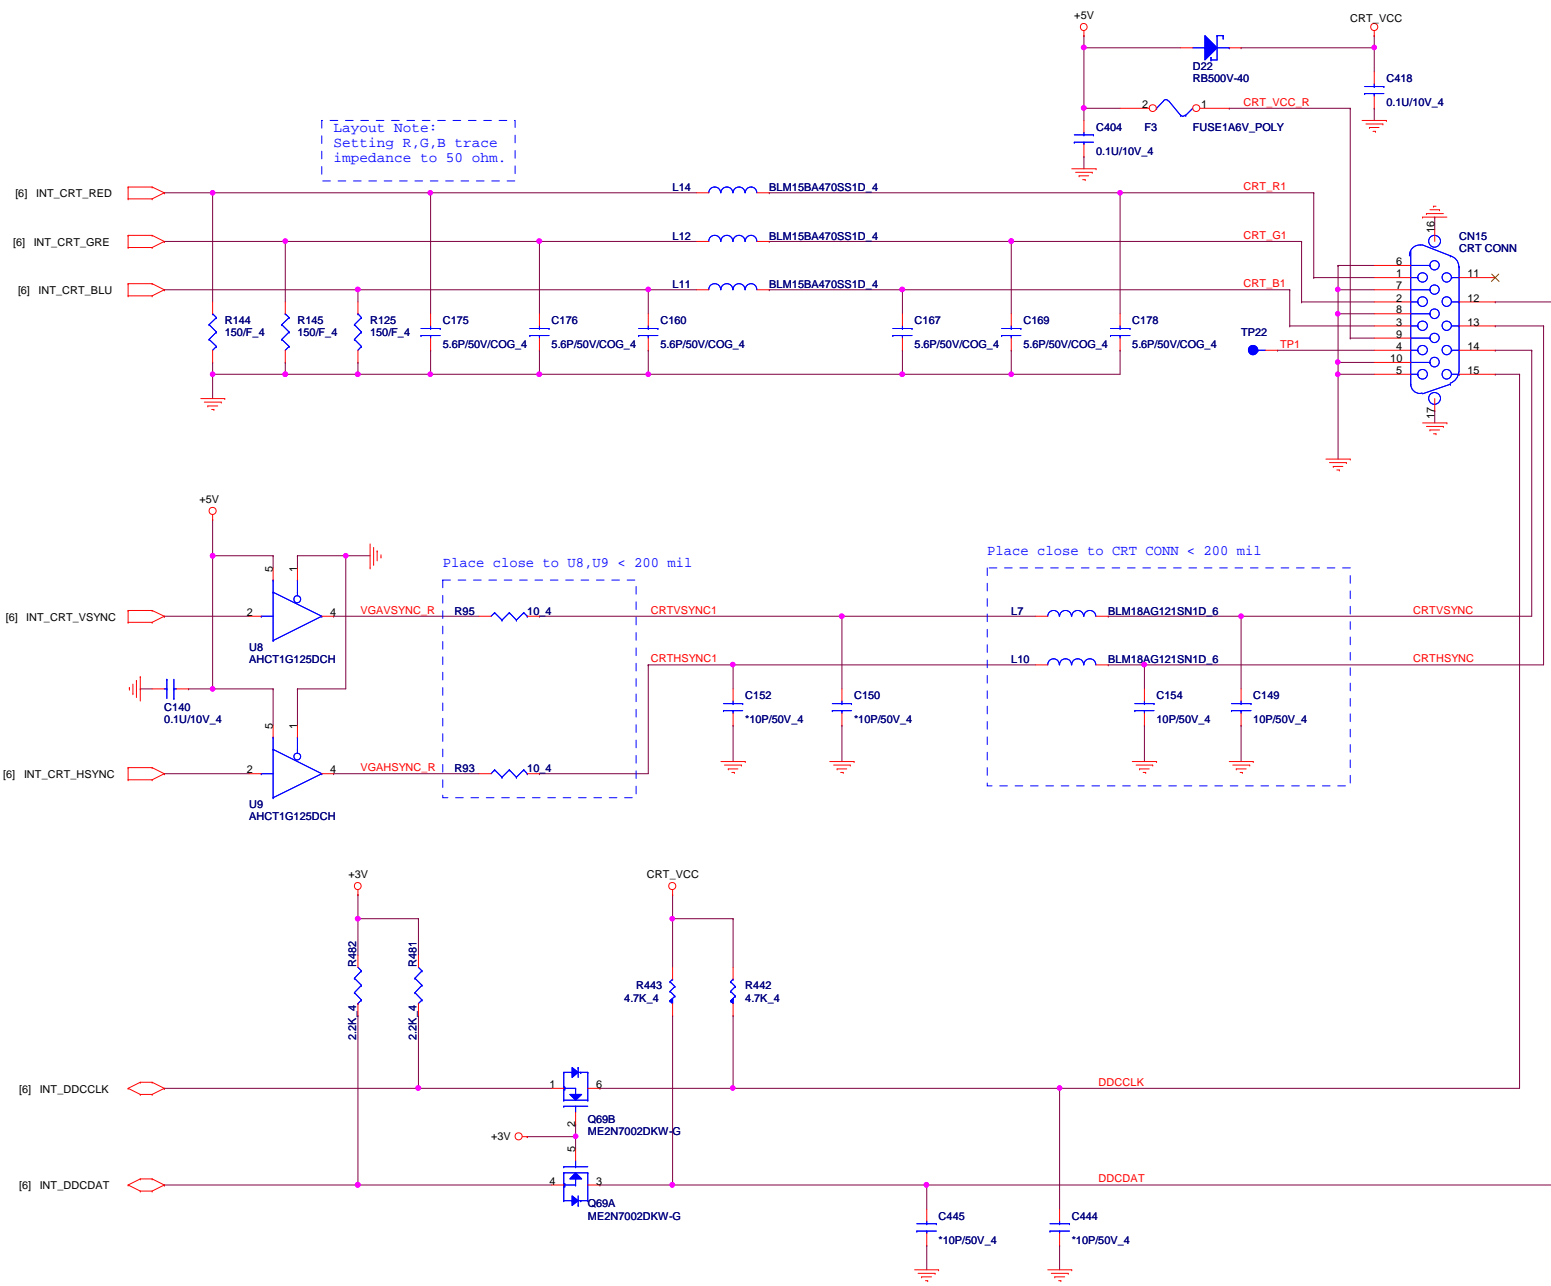 +5V
CRT_VCC
D22
RB500V-40
C418
0.1U/10V_4
2
1
CRT_VCC_R
F3
FUSE1A6V_POLY
C404
0.1U/10V_4
Layout Note:
Setting R,G,B trace
impedance to 50 ohm.
[6] INT_CRT_RED
L14
BLM15BA470SS1D_4
CRT_R1
[6] INT_CRT_GRE
L12
BLM15BA470SS1D_4
CRT_G1
[6] INT_CRT_BLU
L11
BLM15BA470SS1D_4
CRT_B1
16
CN15
CRT CONN
6
1
7
2
8
3
9
4
10
5
11
12
13
14
15
17
R144
150/F_4
R145
150/F_4
R125
150/F_4
C175
5.6P/50V/COG_4
C176
5.6P/50V/COG_4
C160
5.6P/50V/COG_4
C167
5.6P/50V/COG_4
C169
5.6P/50V/COG_4
C178
5.6P/50V/COG_4
TP22
TP1
+5V
5
1
Place close to U8,U9 < 200 mil
Place close to CRT CONN < 200 mil
[6] INT_CRT_VSYNC
2
4
VGAVSYNC_R
R95
10_4
CRTVSYNC1
L7
BLM18AG121SN1D_6
CRTVSYNC
U8
AHCT1G125DCH
CRTHSYNC1
L10
BLM18AG121SN1D_6
CRTHSYNC
C140
0.1U/10V_4
C152
*10P/50V_4
C150
*10P/50V_4
C154
10P/50V_4
C149
10P/50V_4
5
1
[6] INT_CRT_HSYNC
2
4
VGAHSYNC_R
R93
10_4
U9
AHCT1G125DCH
+3V
CRT_VCC
R482
2.2K_4
R481
2.2K_4
R443
4.7K_4
R442
4.7K_4
[6] INT_DDCCLK
1
6
DDCCLK
2
Q69B
ME2N7002DKW-G
+3V
5
[6] INT_DDCDAT
4
3
DDCDAT
Q69A
ME2N7002DKW-G
C445
*10P/50V_4
C444
*10P/50V_4